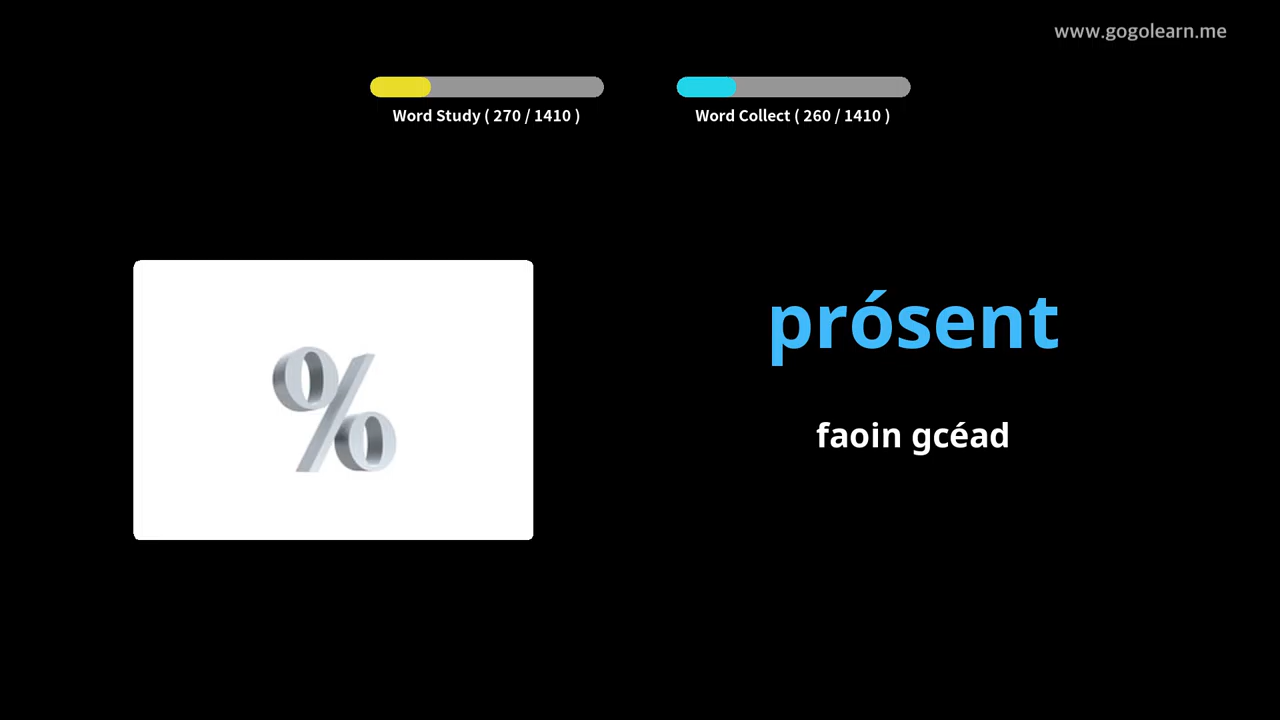 www.gogolearn.me
Word Study ( 270 / 1410 )
Word Collect ( 260 / 1410 )
%
prósent
faoin gcéad